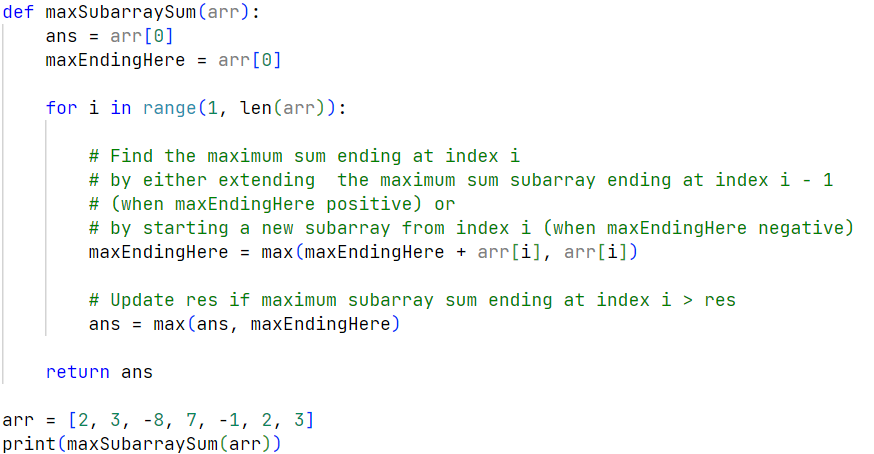 def maxSubarraySum(arr):
    ans = arr[0]
    maxEndingHere = arr[0]

    for i in range(1, len(arr)):

        # Find the maximum sum ending at index i
        # by either extending  the maximum sum subarray ending at index i - 1
        # (when maxEndingHere positive) or
        # by starting a new subarray from index i (when maxEndingHere negative)
        maxEndingHere = max(maxEndingHere + arr[i], arr[i])

        # Update res if maximum subarray sum ending at index i > res
        ans = max(ans, maxEndingHere)

    return ans

arr = [2, 3, -8, 7, -1, 2, 3]
print(maxSubarraySum(arr))